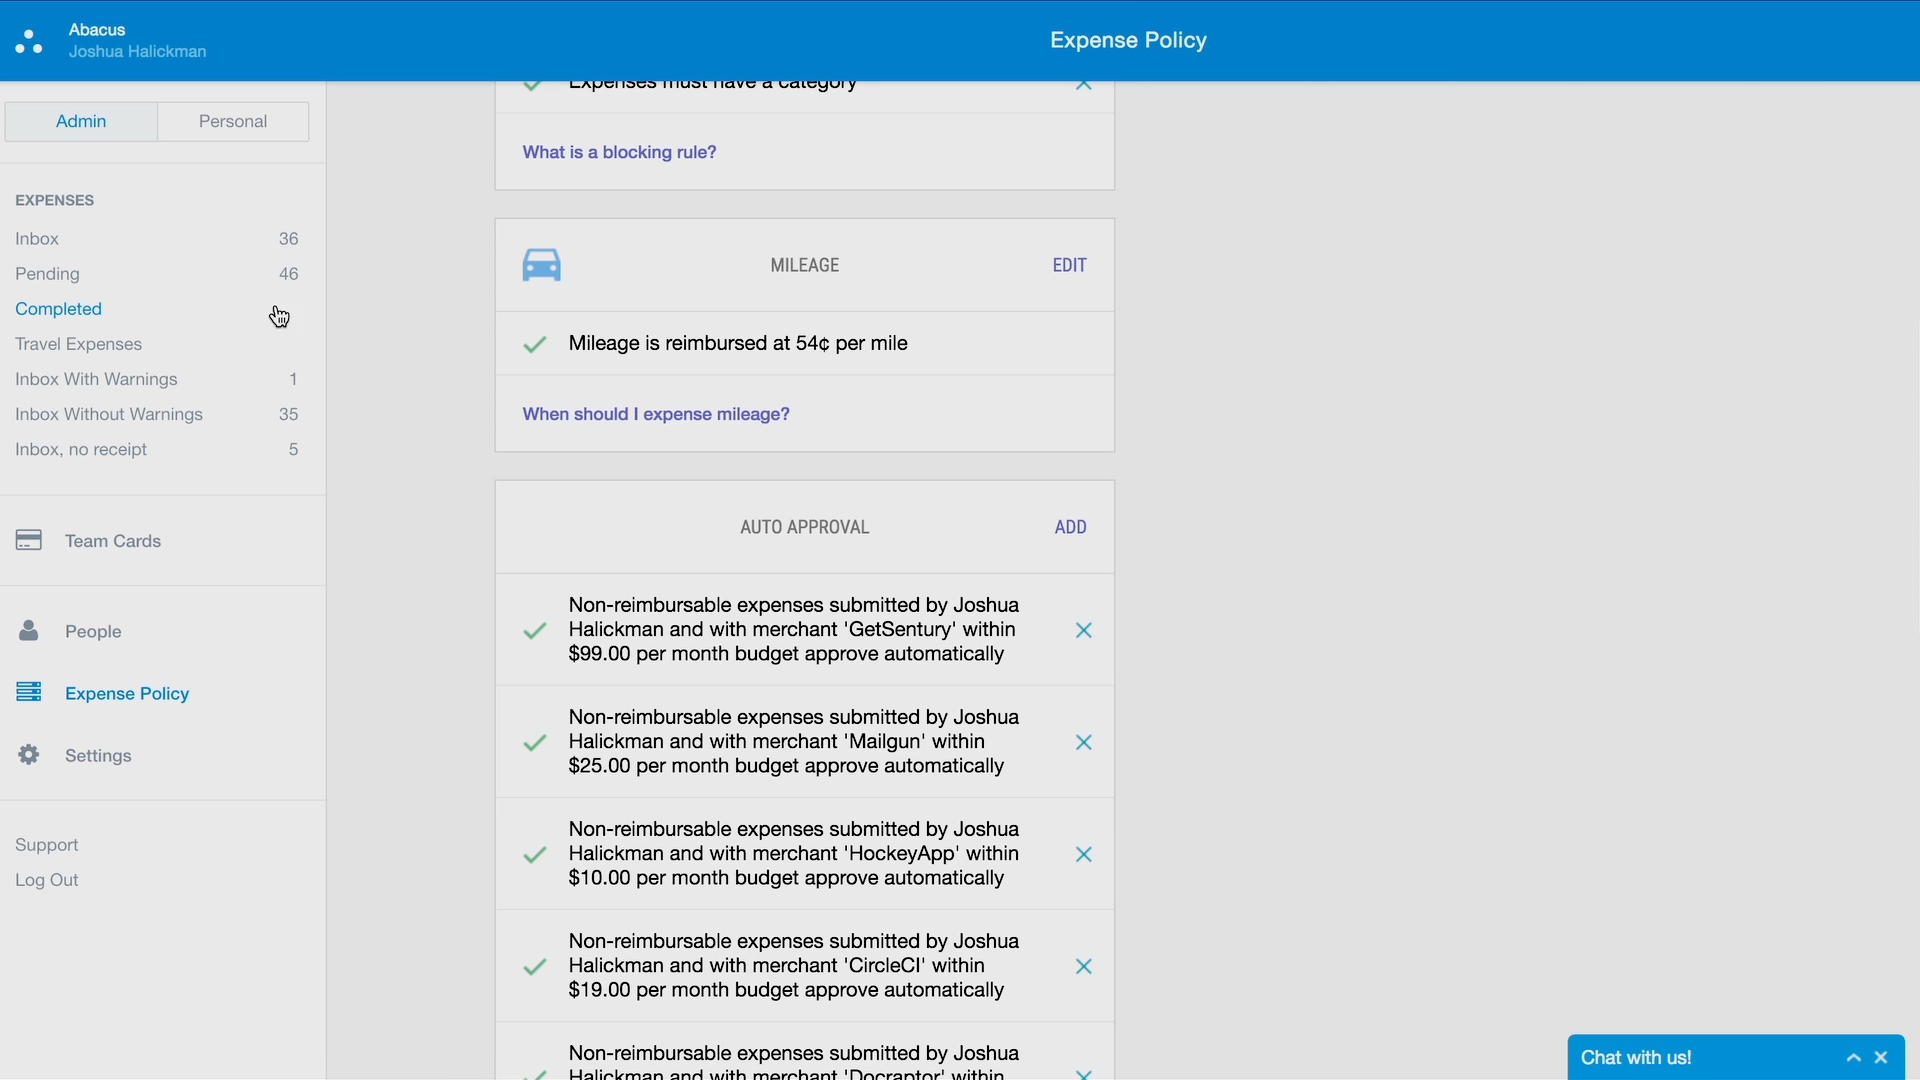 Abacus
Joshua Halickman
Expense Policy
Admin
Personal
EXPENSES
Inbox 36
Pending 46
Completed
Travel Expenses
Inbox With Warnings 1
Inbox Without Warnings 35
Inbox, no receipt 5
Team Cards
People
Expense Policy
Settings
Support
Log Out
Expenses must have a category
What is a blocking rule?
MILEAGE
EDIT
Mileage is reimbursed at 54¢ per mile
When should I expense mileage?
AUTO APPROVAL
ADD
Non-reimbursable expenses submitted by Joshua
Halickman and with merchant 'GetSentury' within
$99.00 per month budget approve automatically
Non-reimbursable expenses submitted by Joshua
Halickman and with merchant 'Mailgun' within
$25.00 per month budget approve automatically
Non-reimbursable expenses submitted by Joshua
Halickman and with merchant 'HockeyApp' within
$10.00 per month budget approve automatically
Non-reimbursable expenses submitted by Joshua
Halickman and with merchant 'CircleCI' within
$19.00 per month budget approve automatically
Non-reimbursable expenses submitted by Joshua
Halickman and with merchant 'Docraptor' within
Chat with us!